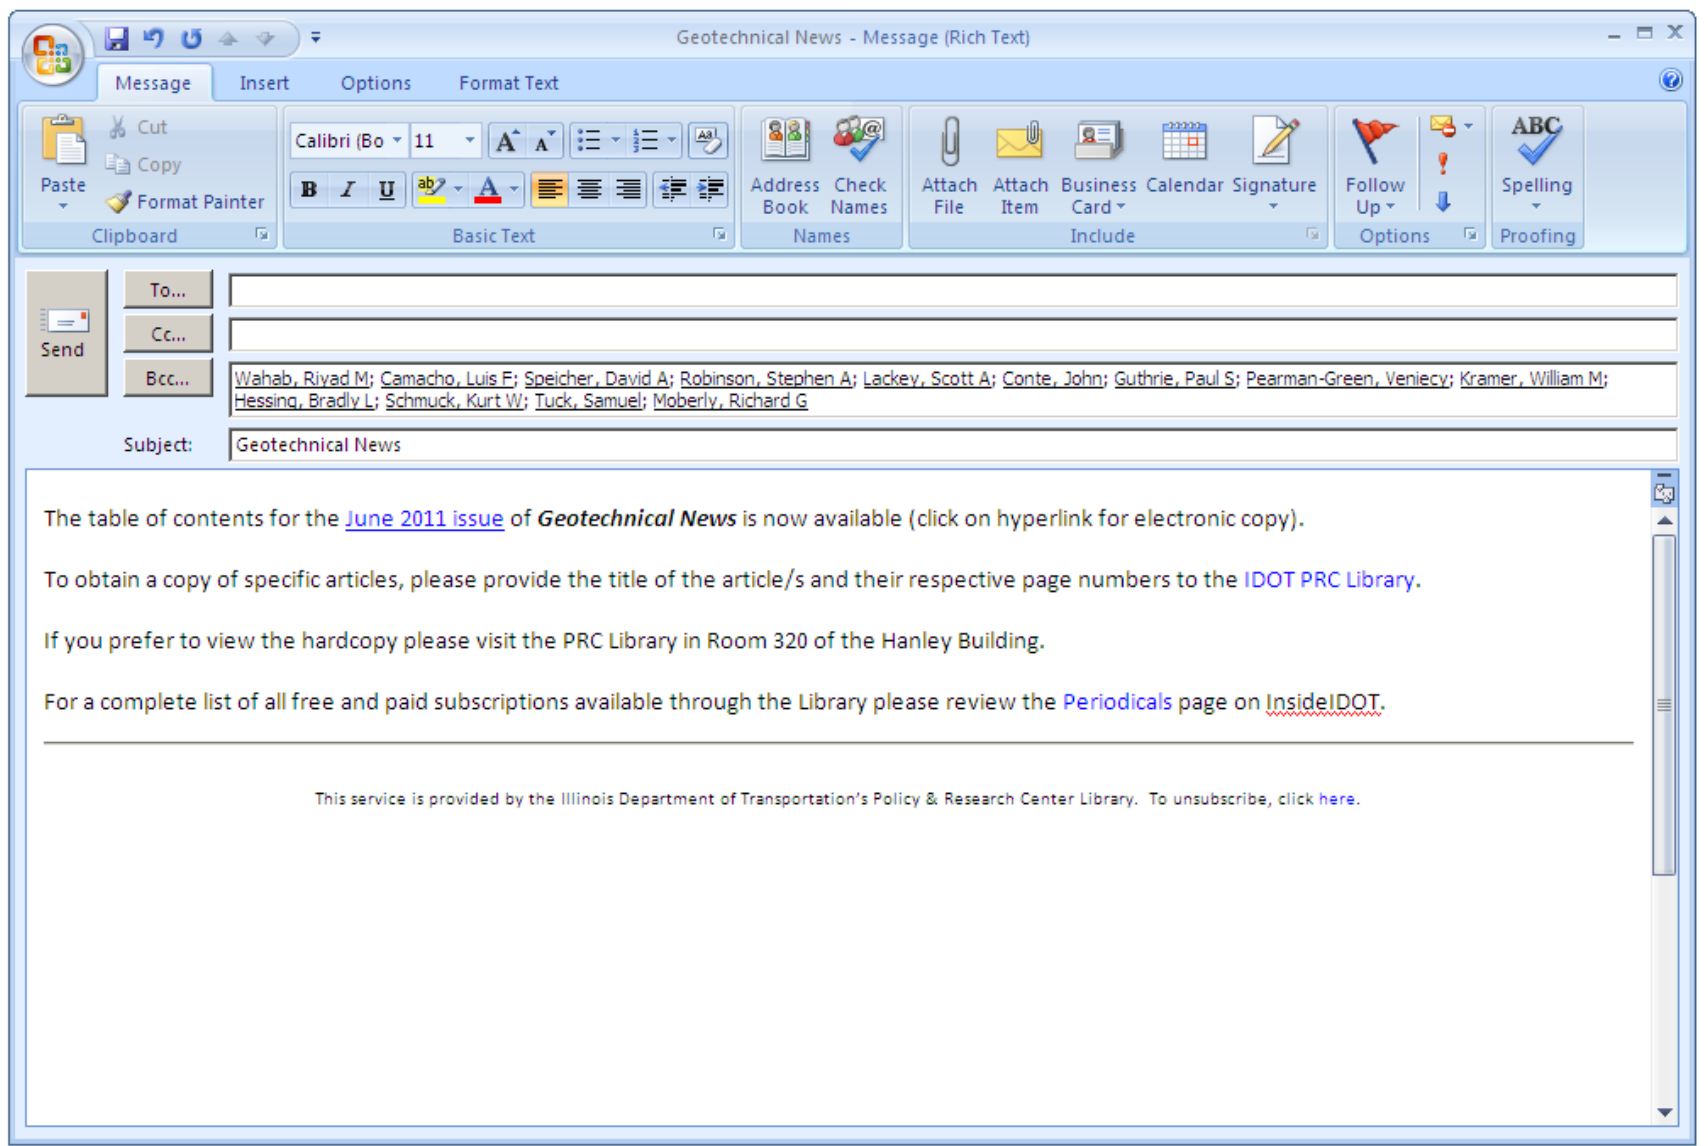 Geotechnical News - Message (Rich Text)
Message Insert Options Format Text
Paste
Cut
Copy
Format Painter
Clipboard
Calibri (Bo 11
B I U
Basic Text
Address Book
Check Names
Names
Attach File
Attach Item
Business Card
Calendar
Signature
Include
Follow Up
Options
ABC
Spelling
Proofing
Send
To...
Cc...
Bcc... Wahab, Riyad M; Camacho, Luis F; Speicher, David A; Robinson, Stephen A; Lackey, Scott A; Conte, John; Guthrie, Paul S; Pearman-Green, Veniecy; Kramer, William M;
Hessing, Bradly L; Schmuck, Kurt W; Tuck, Samuel; Moberly, Richard G
Subject: Geotechnical News
The table of contents for the June 2011 issue of Geotechnical News is now available (click on hyperlink for electronic copy).
To obtain a copy of specific articles, please provide the title of the article/s and their respective page numbers to the IDOT PRC Library.
If you prefer to view the hardcopy please visit the PRC Library in Room 320 of the Hanley Building.
For a complete list of all free and paid subscriptions available through the Library please review the Periodicals page on InsideIDOT.
This service is provided by the Illinois Department of Transportation's Policy & Research Center Library. To unsubscribe, click here.